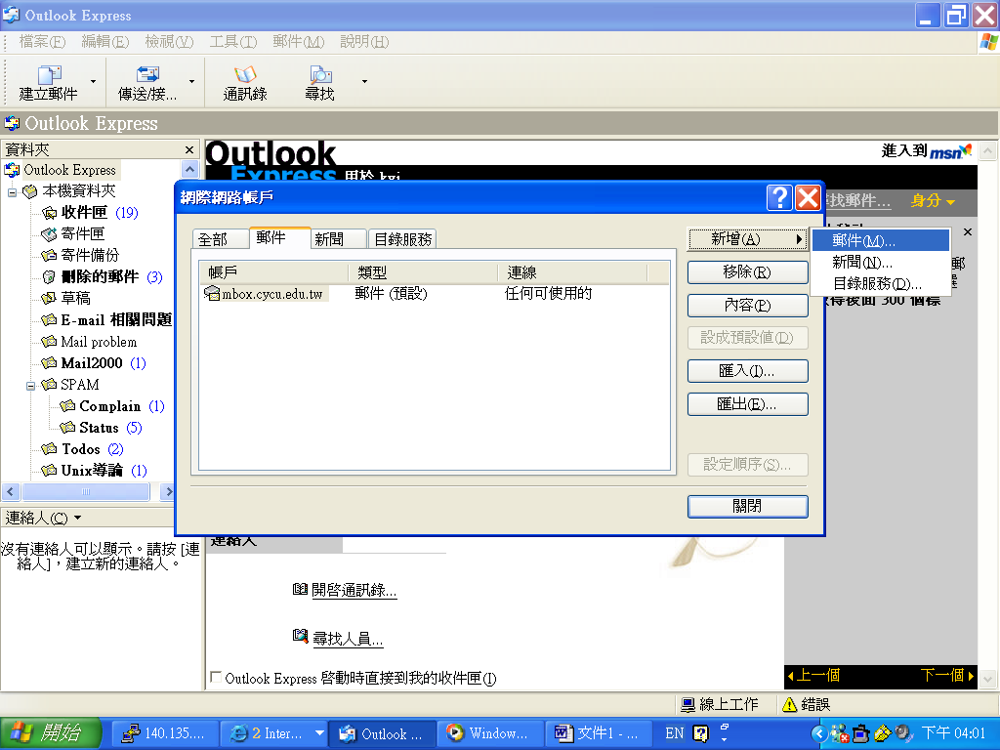 Outlook Express
檔案(F) 編輯(E) 檢視(V) 工具(T) 郵件(M) 說明(H)
建立郵件 傳送/接... 通訊錄 尋找
Outlook Express
資料夾
Outlook Express
本機資料夾
收件匣 (19)
寄件匣
寄件備份
刪除的郵件 (3)
草稿
E-mail 相關問題
Mail problem
Mail2000 (1)
SPAM
Complain (1)
Status (5)
Todos (2)
Unix導論 (1)
連絡人(C)
沒有連絡人可以顯示。請按 [連
絡人]，建立新的連絡人。
Outlook
Express 用於
進入到 msn
尋找郵件... 身分
網際網路帳戶
全部 郵件 新聞 目錄服務
帳戶 類型 連線
mbox.cycu.edu.tw 郵件 (預設) 任何可使用的
新增(A)
移除(R)
內容(P)
設成預設值(D)
匯入(I)...
匯出(E)...
設定順序(S)...
關閉
郵件(M)...
新聞(N)...
目錄服務(D)...
郵
後面 300 個標
連絡人
開啓通訊錄...
尋找人員...
Outlook Express 啓動時直接到我的收件匣(I)
上一個 下一個
線上工作 錯誤
開始 140.135.... 2 Inter... Outlook ... Window... 文件1 - ... EN 下午 04:01